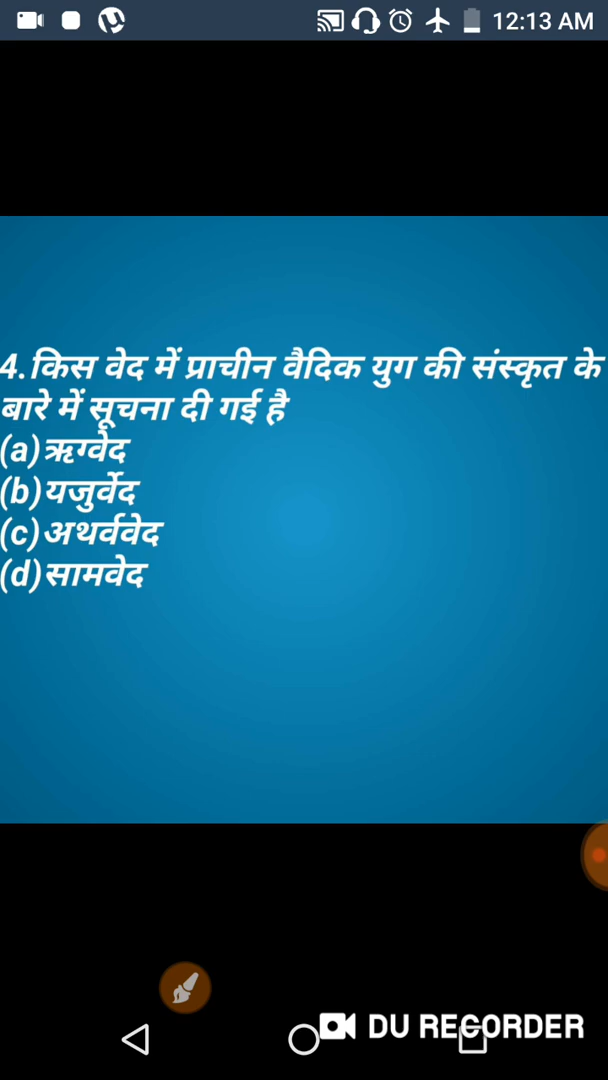 12:13 AM
4.किस वेद में प्राचीन वैदिक युग की संस्कृत के
बारे में सूचना दी गई है
(a)ऋग्वेद
(b)यजुर्वेद
(c)अथर्ववेद
(d)सामवेद
DU RECORDER